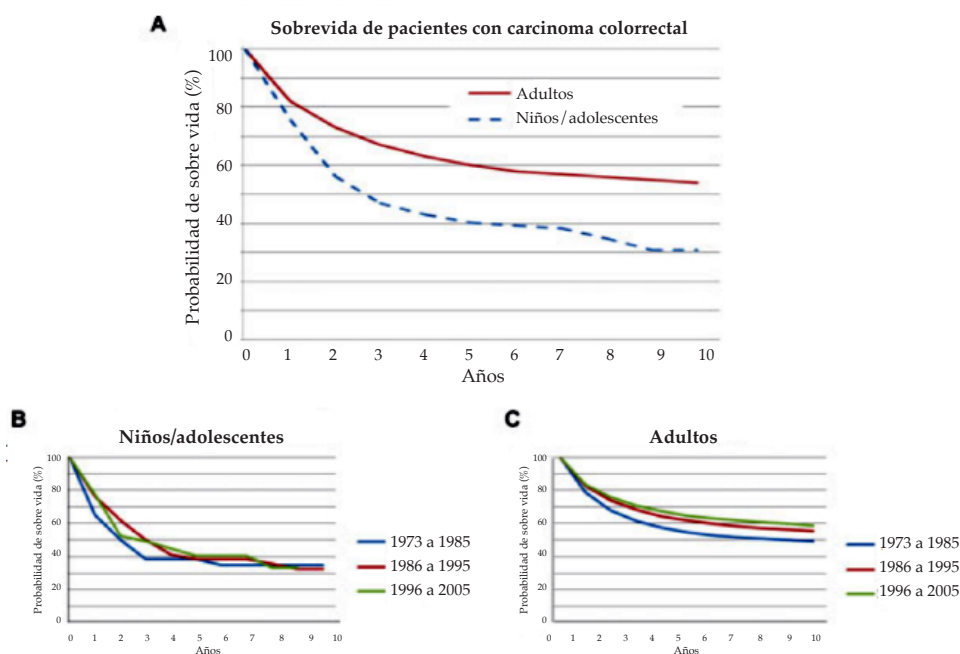 A
Sobrevida de pacientes con carcinoma colorrectal
Probabilidad de sobre vida (%)
100
80
60
40
20
0
Adultos
Niños/adolescentes
0 1 2 3 4 5 6 7 8 9 10
Años
B
Niños/adolescentes
Probabilidad de sobre vida (%)
100
80
60
40
20
0
0 1 2 3 4 5 6 7 8 9 10
Años
1973 a 1985
1986 a 1995
1996 a 2005
C
Adultos
Probabilidad de sobre vida (%)
100
80
60
40
20
0
0 1 2 3 4 5 6 7 8 9 10
Años
1973 a 1985
1986 a 1995
1996 a 2005